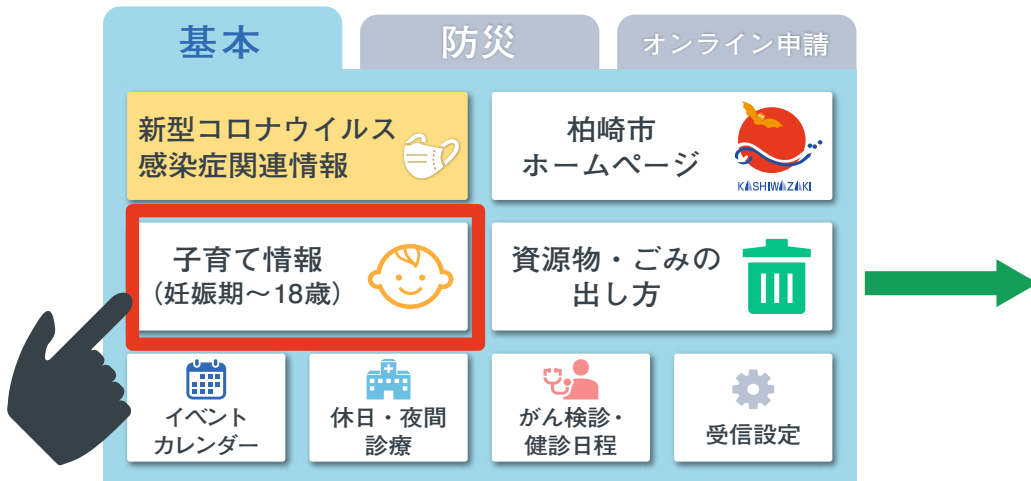 基本
防災
オンライン申請
新型コロナウイルス
感染症関連情報
柏崎市
ホームページ
KASHIWAZAKI
子育て情報
(妊娠期～18歳)
資源物・ごみの
出し方
イベント
カレンダー
休日・夜間
診療
がん検診・
健診日程
受信設定